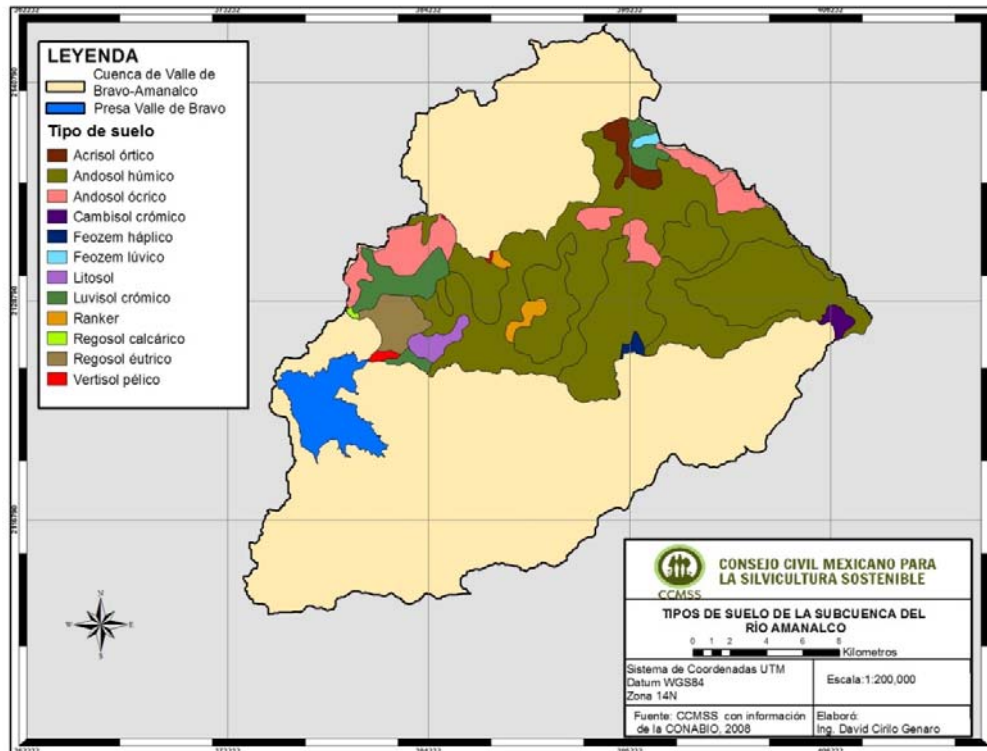 LEYENDA
Cuenca de Valle de
Bravo-Amanalco
Presa Valle de Bravo
Tipo de suelo
Acrisol órtico
Andosol húmico
Andosol ócrico
Cambisol crómico
Feozem háplico
Feozem lúvico
Litosol
Luvisol crómico
Ranker
Regosol calcárico
Regosol éutrico
Vertisol pélico
2128790
2116790
N
W
E
S
CCMSS
CONSEJO CIVIL MEXICANO PARA
LA SILVICULTURA SOSTENIBLE
TIPOS DE SUELO DE LA SUBCUENCA DEL
RÍO AMANALCO
0 1 2 4 6 8
Kilometros
Sistema de Coordenadas UTM
Datum WGS84
Zona 14N
Escala:1:200,000
Fuente: CCMSS con información
de la CONABIO, 2008
Elaboró:
Ing. David Cirilo Genaro